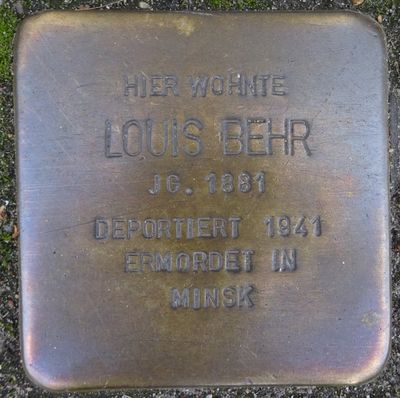 HIER WOHNTE
LOUIS BEHR
JG. 1881
DEPORTIERT 1941
ERMORDET IN
MINSK